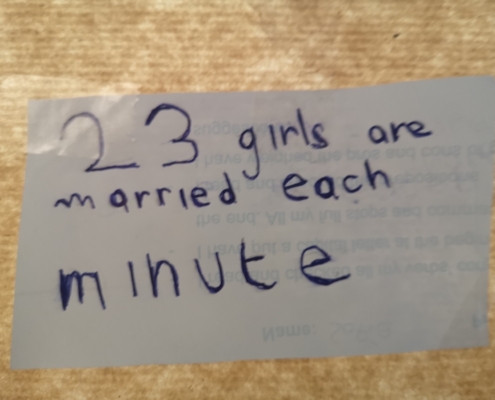 23 girls are
married each
minute